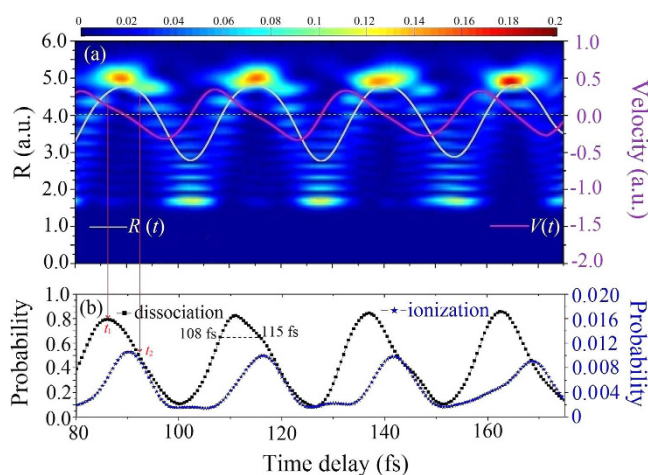 0 0.02 0.04 0.06 0.08 0.1 0.12 0.14 0.16 0.18 0.2
(a)
R (a.u.)
6.0
5.0
4.0
3.0
2.0
1.0
0.0
R (t)
V(t)
1.0
0.5
0.0
-0.5
-1.0
-1.5
-2.0
Velocity (a.u.)
(b)
dissociation
ionization
108 fs
115 fs
t₁
t₂
Probability
1.0
0.8
0.6
0.4
0.2
0.0
0.016
0.012
0.008
0.004
0
Probability
80 100 120 140 160
Time delay (fs)